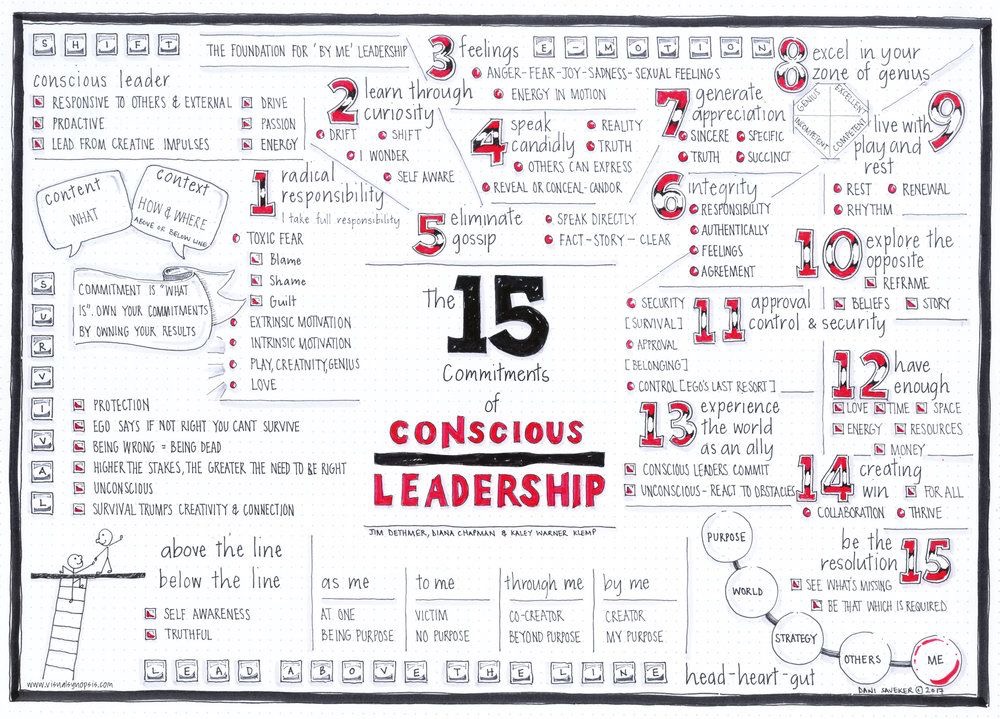 SHIFT
THE FOUNDATION FOR 'BY ME' LEADERSHIP
conscious leader
RESPONSIVE TO OTHERS & EXTERNAL
PROACTIVE
LEAD FROM CREATIVE IMPULSES
DRIVE
PASSION
ENERGY
content
WHAT
context
HOW & WHERE
ABOVE OR BELOW LINE
COMMITMENT IS "WHAT
IS". OWN YOUR COMMITMENTS
BY OWNING YOUR RESULTS
1 radical
responsibility
I take full responsibility
TOXIC FEAR
Blame
Shame
Guilt
EXTRINSIC MOTIVATION
INTRINSIC MOTIVATION
PLAY, CREATIVITY, GENIUS
LOVE
2 learn through
curiosity
DRIFT
SHIFT
I WONDER
SELF AWARE
3 feelings
E-MOTION
ANGER-FEAR-JOY-SADNESS-SEXUAL FEELINGS
ENERGY IN MOTION
4 speak
candidly
REALITY
TRUTH
OTHERS CAN EXPRESS
REVEAL OR CONCEAL-CANDOR
5 eliminate
gossip
SPEAK DIRECTLY
FACT-STORY-CLEAR
6 integrity
RESPONSIBILITY
AUTHENTICALLY
FEELINGS
AGREEMENT
7 generate
appreciation
SINCERE
SPECIFIC
TRUTH
SUCCINCT
8 excel in your
zone of genius
GENIUS
EXCELLENT
INCOMPETENT
COMPETENT
9 live with
play and
rest
REST
RENEWAL
RHYTHM
10 explore the
opposite
REFRAME
BELIEFS
STORY
11 approval
control & security
SECURITY
[SURVIVAL]
APPROVAL
[BELONGING]
CONTROL [EGO'S LAST RESORT]
12 have
enough
LOVE
TIME
SPACE
ENERGY
RESOURCES
MONEY
13 experience
the world
as an ally
CONSCIOUS LEADERS COMMIT
UNCONSCIOUS-REACT TO OBSTACLES
14 creating
win
FOR ALL
COLLABORATION
THRIVE
be the
resolution 15
SEE WHAT'S MISSING
BE THAT WHICH IS REQUIRED
The 15
Commitments
of
CONSCIOUS
LEADERSHIP
JIM DETHMER, DIANA CHAPMAN & KALEY WARNER KLEMP
SURVIVAL
PROTECTION
EGO SAYS IF NOT RIGHT YOU CANT SURVIVE
BEING WRONG = BEING DEAD
HIGHER THE STAKES, THE GREATER THE NEED TO BE RIGHT
UNCONSCIOUS
SURVIVAL TRUMPS CREATIVITY & CONNECTION
above the line
below the line
SELF AWARENESS
TRUTHFUL
as me
AT ONE
BEING PURPOSE
to me
VICTIM
NO PURPOSE
through me
CO-CREATOR
BEYOND PURPOSE
by me
CREATOR
MY PURPOSE
PURPOSE
WORLD
STRATEGY
OTHERS
ME
LEAD ABOVE THE LINE
head-heart-gut
www.visualsynopsis.com
DANI SAVEKER © 2017